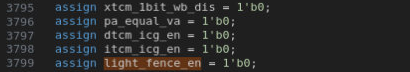 3795 assign xtcm_1bit_wb_dis = 1'b0;
3796 assign pa_equal_va = 1'b0;
3797 assign dtcm_icg_en = 1'b0;
3798 assign itcm_icg_en = 1'b0;
3799 assign light_fence_en = 1'b0;